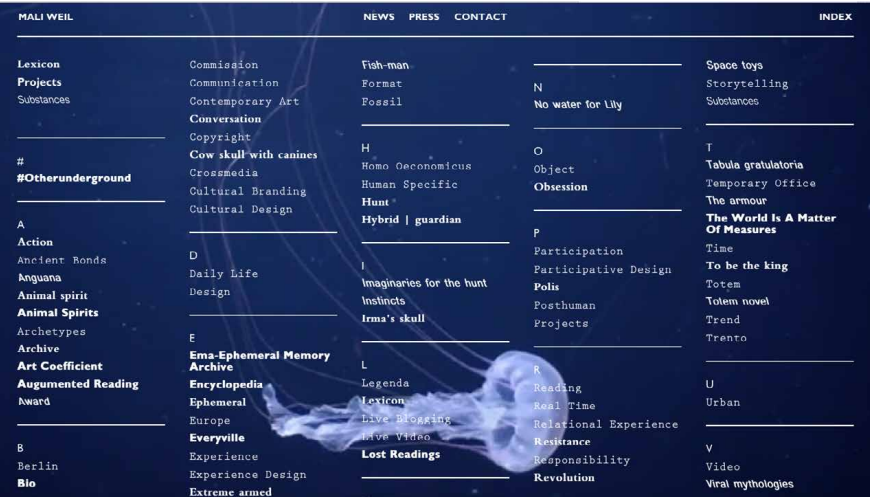 MALI WEIL
NEWS PRESS CONTACT
INDEX
Lexicon
Projects
Substances
#
#Otherunderground
A
Action
Ancient Bonds
Anguana
Animal spirit
Animal Spirits
Archetypes
Archive
Art Coefficient
Augumented Reading
Award
B
Berlin
Bio
Commission
Communication
Contemporary Art
Conversation
Copyright
Cow skull with canines
Crossmedia
Cultural Branding
Cultural Design
D
Daily Life
Design
E
Ema-Ephemeral Memory
Archive
Encyclopedia
Ephemeral
Europe
Everyville
Experience
Experience Design
Extreme armed
Fish-man
Format
Fossil
H
Homo Oeconomicus
Human Specific
Hunt
Hybrid | guardian
I
Imaginaries for the hunt
Instincts
Irma's skull
L
Legenda
Lexicon
Live Blogging
Live Video
Lost Readings
N
No water for Lily
O
Object
Obsession
P
Participation
Participative Design
Polis
Posthuman
Projects
R
Reading
Real Time
Relational Experience
Resistance
Responsibility
Revolution
Space toys
Storytelling
Substances
T
Tabula gratulatoria
Temporary Office
The armour
The World Is A Matter
Of Measures
Time
To be the king
Totem
Totem novel
Trend
Trento
U
Urban
V
Video
Viral mythologies